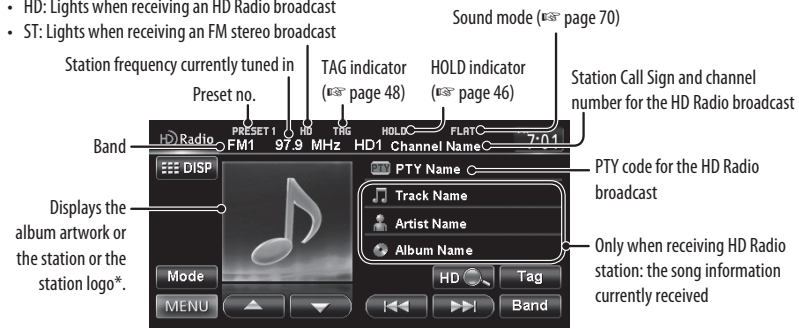 • HD: Lights when receiving an HD Radio broadcast
• ST: Lights when receiving an FM stereo broadcast
Sound mode (☞ page 70)
Station frequency currently tuned in
TAG indicator
(☞ page 48)
HOLD indicator
(☞ page 46)
Station Call Sign and channel
number for the HD Radio broadcast
Preset no.
Band
HD Radio
PRESET 1 HD TAG HOLD FLAT
FM1 97.9 MHz HD1 Channel Name
7:01
DISP
PTY PTY Name
PTY code for the HD Radio
broadcast
Track Name
Artist Name
Album Name
Displays the
album artwork or
the station or the
station logo*.
Only when receiving HD Radio
station: the song information
currently received
Mode
HD
Tag
MENU
Band